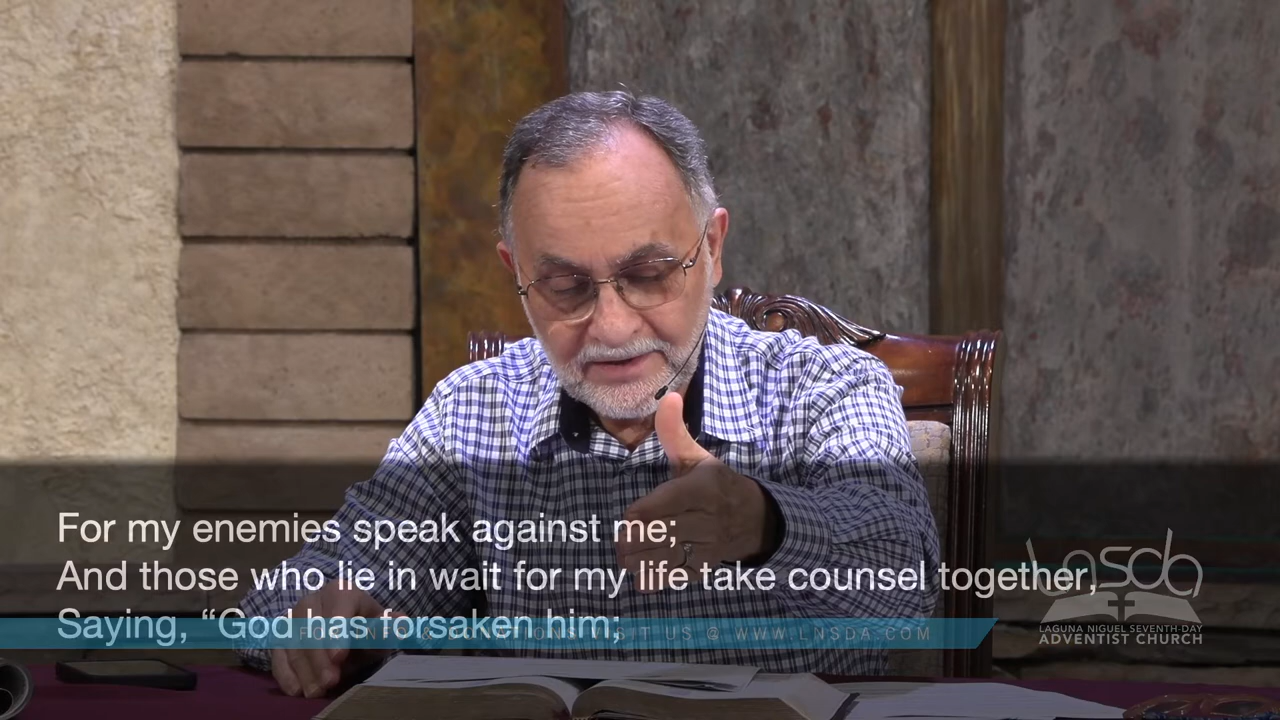 For my enemies speak against me;
And those who lie in wait for my life take counsel together,
Saying, “God has forsaken him;
FOR INFO & DONATIONS VISIT US @ WWW.LNSDA.COM
Lnsda
LAGUNA NIGUEL SEVENTH-DAY
ADVENTIST CHURCH